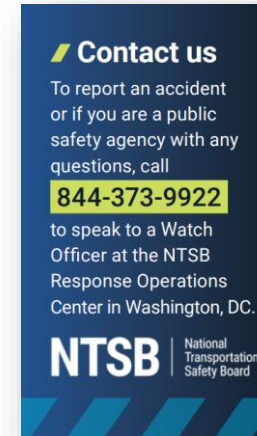 Contact us
To report an accident
or if you are a public
safety agency with any
questions, call
844-373-9922
to speak to a Watch
Officer at the NTSB
Response Operations
Center in Washington, DC.
NTSB
National
Transportation
Safety Board